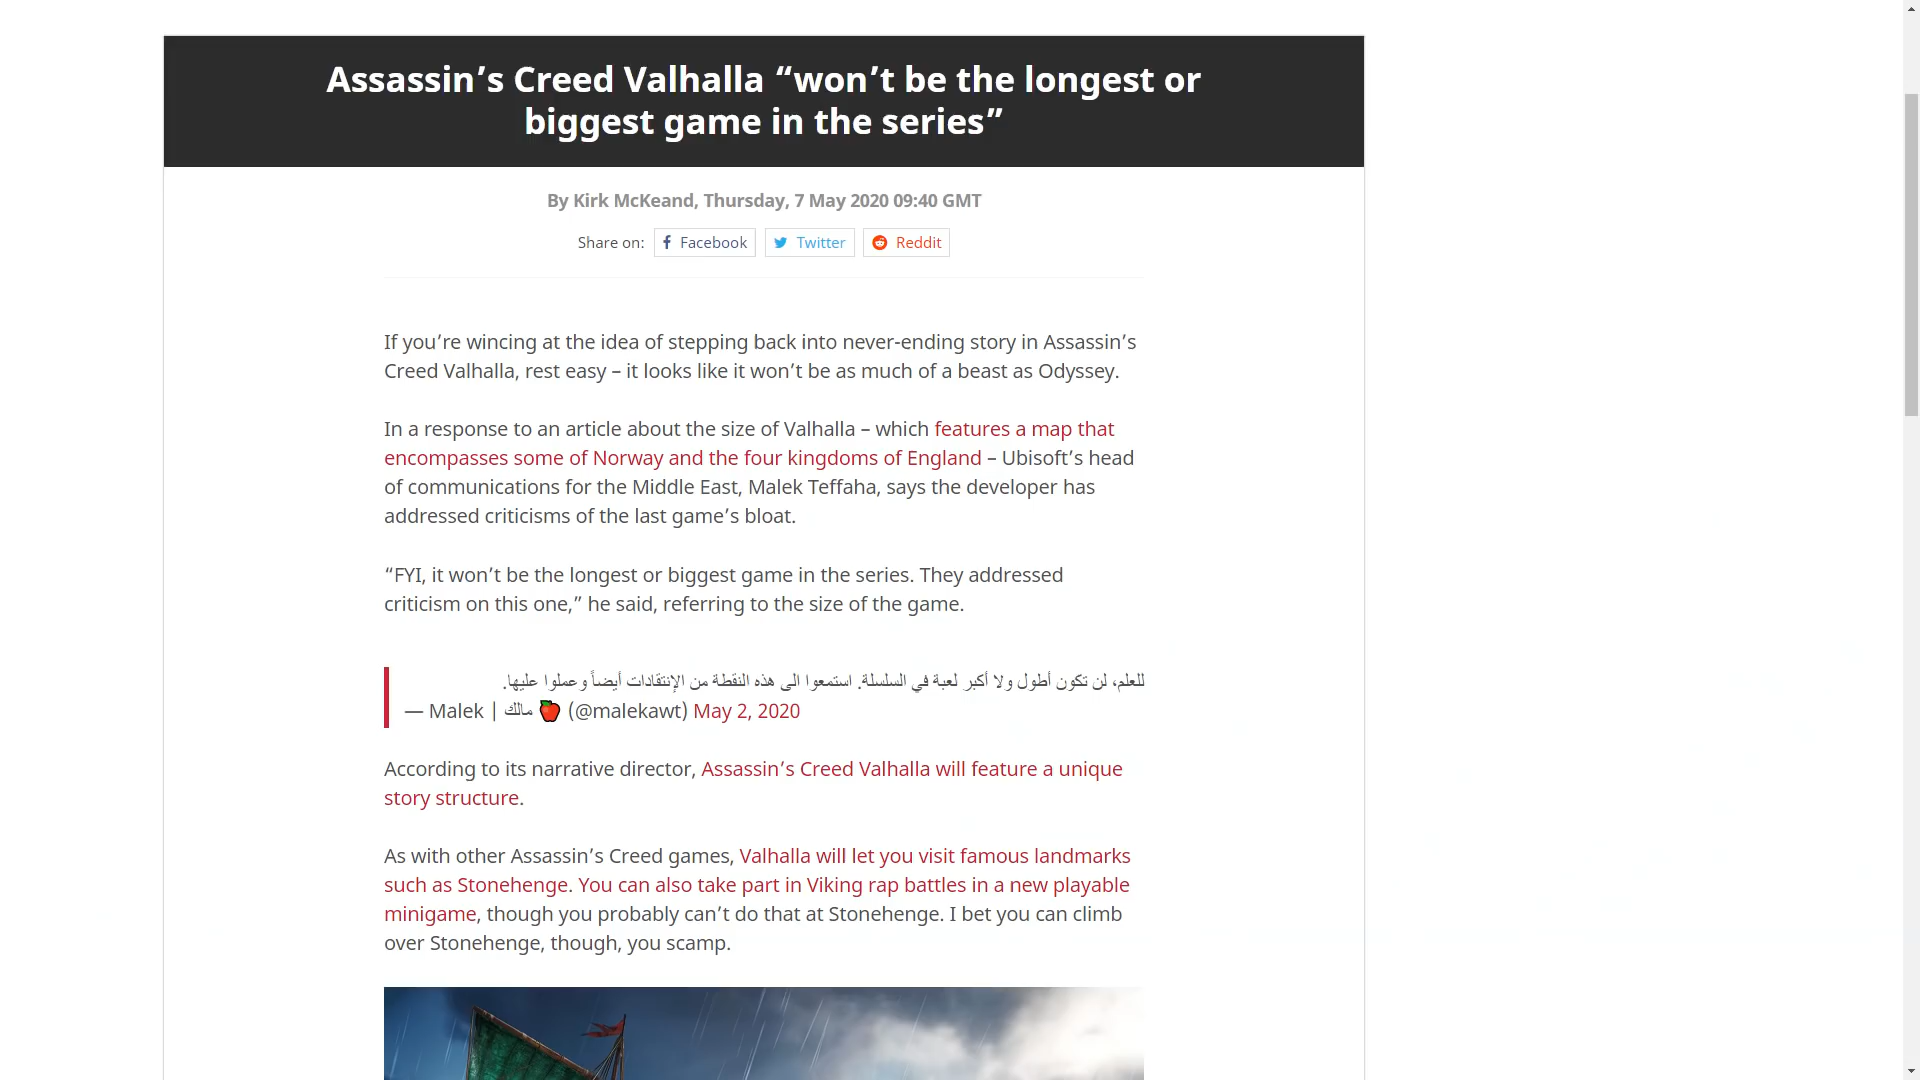 Assassin’s Creed Valhalla “won’t be the longest or
biggest game in the series”
By Kirk McKeand, Thursday, 7 May 2020 09:40 GMT
Share on: Facebook Twitter Reddit
If you’re wincing at the idea of stepping back into never-ending story in Assassin’s
Creed Valhalla, rest easy – it looks like it won’t be as much of a beast as Odyssey.
In a response to an article about the size of Valhalla – which features a map that
encompasses some of Norway and the four kingdoms of England – Ubisoft’s head
of communications for the Middle East, Malek Teffaha, says the developer has
addressed criticisms of the last game’s bloat.
“FYI, it won’t be the longest or biggest game in the series. They addressed
criticism on this one,” he said, referring to the size of the game.
للعلم، لن تكون أطول ولا أكبر لعبة في السلسلة. استمعوا الى هذه النقطة من الإنتقادات أيضاً وعملوا عليها.
— Malek | مالك 🍎 (@malekawt) May 2, 2020
According to its narrative director, Assassin’s Creed Valhalla will feature a unique
story structure.
As with other Assassin’s Creed games, Valhalla will let you visit famous landmarks
such as Stonehenge. You can also take part in Viking rap battles in a new playable
minigame, though you probably can’t do that at Stonehenge. I bet you can climb
over Stonehenge, though, you scamp.